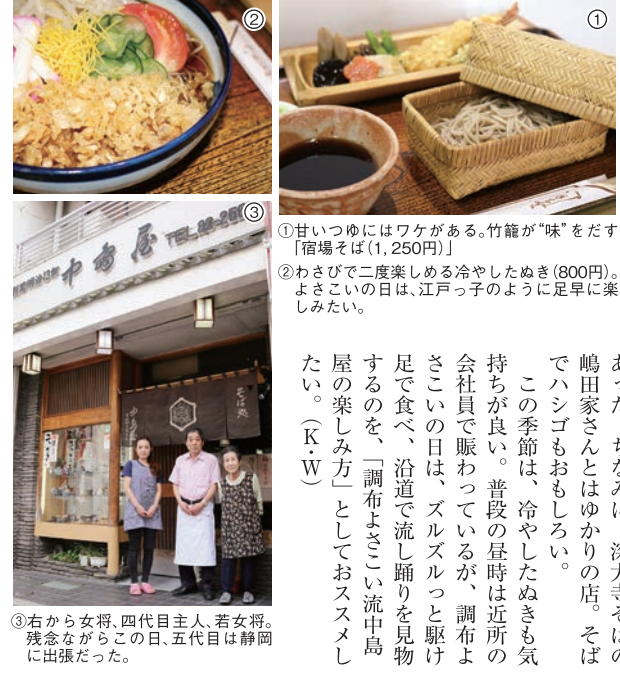 ②
①
③
中島屋
そば処
①甘いつゆにはワケがある。竹籠が“味”をだす
「宿場そば(1,250円)」
②わさびで二度楽しめる冷やしたぬき(800円)。
よさこいの日は、江戸っ子のように足早に楽
しみたい。
嶋田家さんとはゆかりの店。そば
でハシゴもおもしろい。
この季節は、冷やしたぬきも気
持ちが良い。普段の昼時は近所の
会社員で賑わっているが、調布よ
さこいの日は、ズルズルっと駆け
足で食べ、沿道で流し踊りを見物
するのを、「調布よさこい流中島
屋の楽しみ方」としておススメし
たい。(K・W)
③右から女将、四代目主人、若女将。
残念ながらこの日、五代目は静岡
に出張だった。